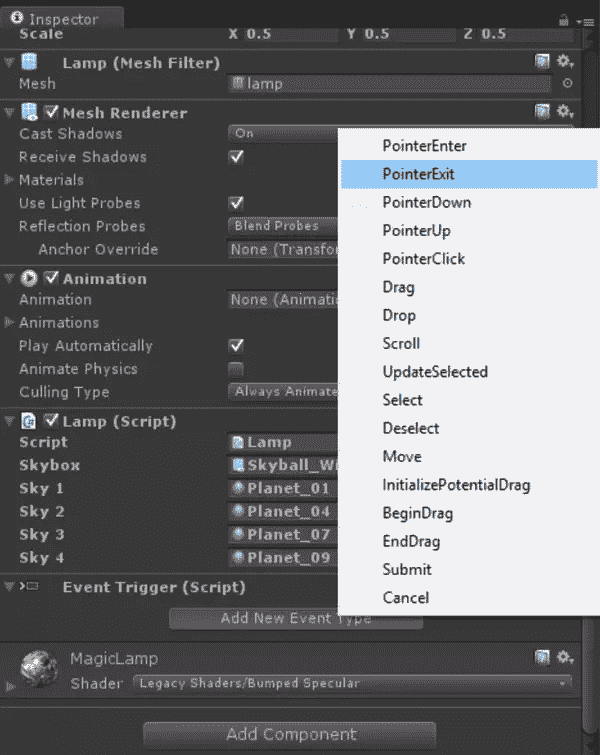 Inspector
Scale X 0.5 Y 0.5 Z 0.5
Lamp (Mesh Filter)
Mesh lamp
Mesh Renderer
Cast Shadows On
Receive Shadows
Materials
Use Light Probes
Reflection Probes Blend Probes
Anchor Override None (Transfo
Animation
Animation None (Animatio
Animations
Play Automatically
Animate Physics
Culling Type Always Animate
Lamp (Script)
Script Lamp
Skybox Skyball_Wi
Sky 1 Planet_01
Sky 2 Planet_04
Sky 3 Planet_07
Sky 4 Planet_09
Event Trigger (Script)
Add New Event Type
MagicLamp
Shader Legacy Shaders/Bumped Specular
Add Component
PointerEnter
PointerExit
PointerDown
PointerUp
PointerClick
Drag
Drop
Scroll
UpdateSelected
Select
Deselect
Move
InitializePotentialDrag
BeginDrag
EndDrag
Submit
Cancel